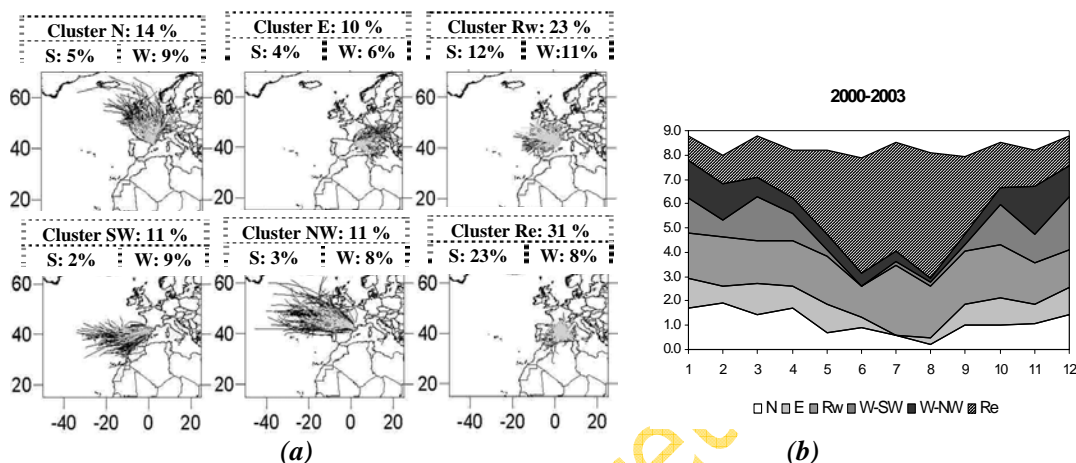 Cluster N: 14 %
S: 5% W: 9%
Cluster E: 10 %
S: 4% W: 6%
Cluster Rw: 23 %
S: 12% W:11%
60
40
20
60
40
20
60
40
20
Cluster SW: 11 %
S: 2% W: 9%
Cluster NW: 11 %
S: 3% W: 8%
Cluster Re: 31 %
S: 23% W: 8%
60
40
20
60
40
20
60
40
20
-40 -20 0 20
-40 -20 0 20
-40 -20 0 20
(a)
2000-2003
9.0
8.0
7.0
6.0
5.0
4.0
3.0
2.0
1.0
0.0
1 2 3 4 5 6 7 8 9 10 11 12
N E Rw W-SW W-NW Re
(b)